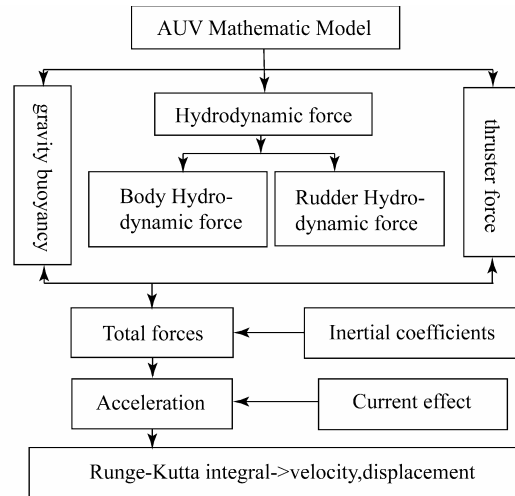 AUV Mathematic Model
gravity buoyancy
Hydrodynamic force
thruster force
Body Hydro-
dynamic force
Rudder Hydro-
dynamic force
Total forces
Inertial coefficients
Acceleration
Current effect
Runge-Kutta integral->velocity,displacement